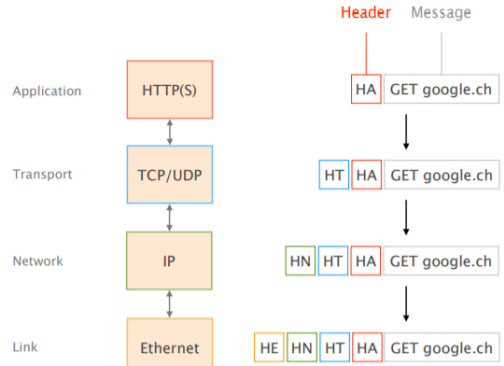 Header Message
Application HTTP(S) HA GET google.ch
Transport TCP/UDP HT HA GET google.ch
Network IP HN HT HA GET google.ch
Link Ethernet HE HN HT HA GET google.ch